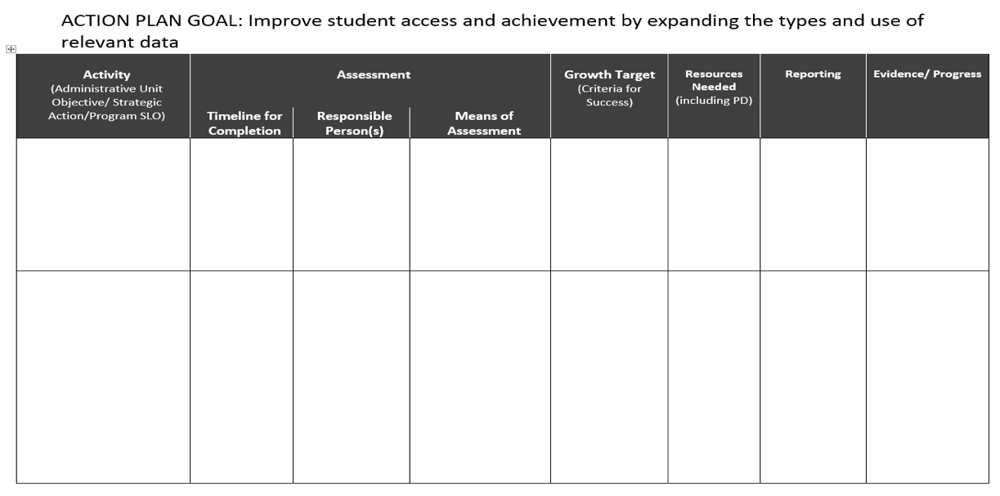 ACTION PLAN GOAL: Improve student access and achievement by expanding the types and use of
relevant data
Activity
(Administrative Unit
Objective/ Strategic
Action/Program SLO)
Assessment
Timeline for
Completion
Responsible
Person(s)
Means of
Assessment
Growth Target
(Criteria for
Success)
Resources
Needed
(including PD)
Reporting
Evidence/ Progress